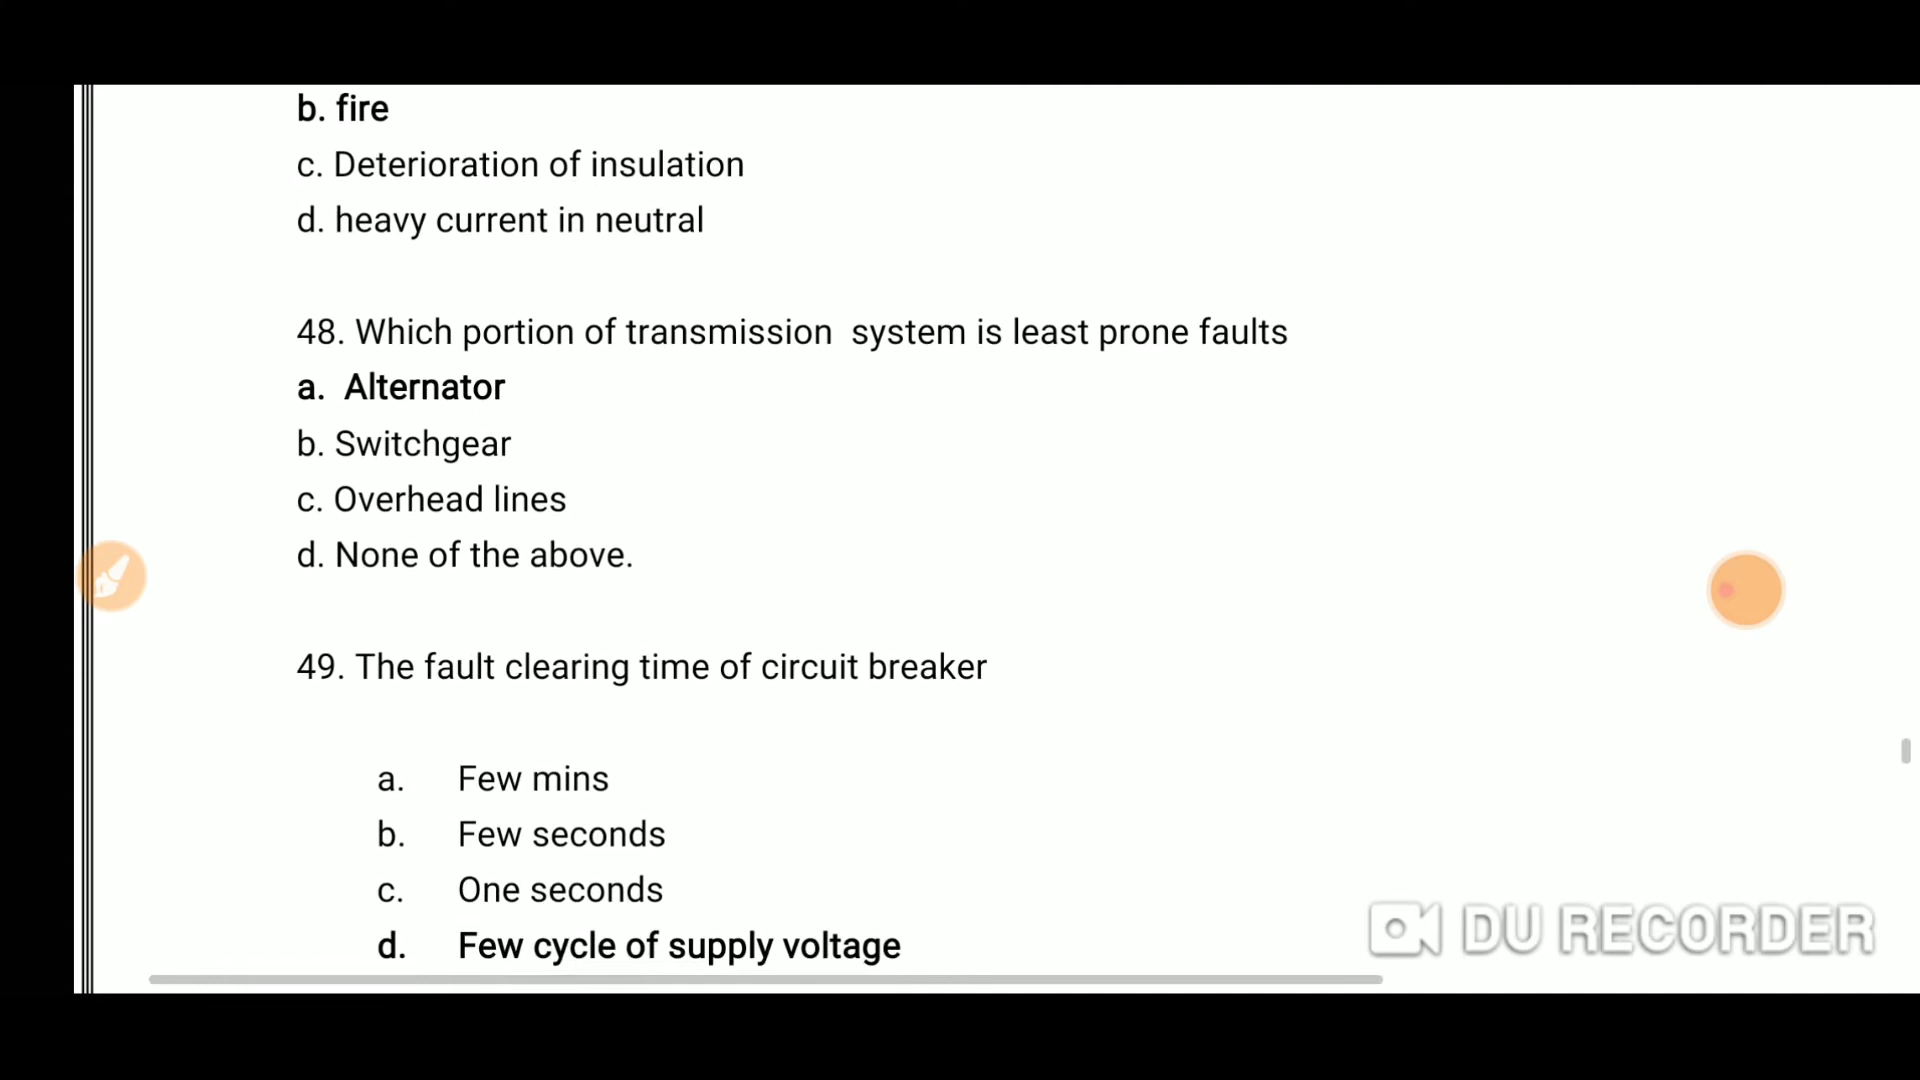 b. fire
c. Deterioration of insulation
d. heavy current in neutral
48. Which portion of transmission  system is least prone faults
a.  Alternator
b. Switchgear
c. Overhead lines
d. None of the above.
49. The fault clearing time of circuit breaker
a. Few mins
b. Few seconds
c. One seconds
d. Few cycle of supply voltage
DU RECORDER